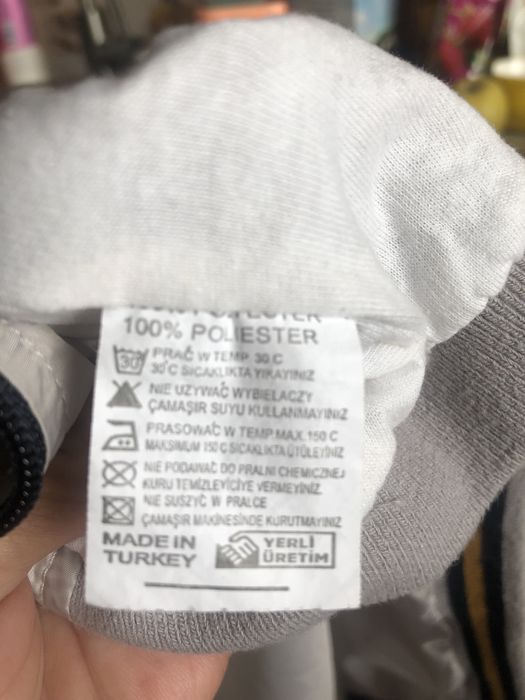 100% POLIESTER
30
PRAĆ W TEMP 30 C
30°C SICAKLIKTA YIKAYINIZ
NIE UZYWAĆ WYBIELACZY
ÇAMAŞIR SUYU KULLANMAYINIZ
PRASOWAĆ W TEMP.MAX. 150 C
MAKSIMUM 150 C SICAKLIKTA ÜTÜLEYİNİZ
NIE PODAWAĆ DO PRALNI CHEMICZNEJ
KURU TEMİZLEYİCİYE VERMEYİNİZ
NIE SUSZYĆ W PRALCE
ÇAMAŞIR MAKİNESİNDE KURUTMAYINIZ
MADE IN
TURKEY
YERLİ
ÜRETİM